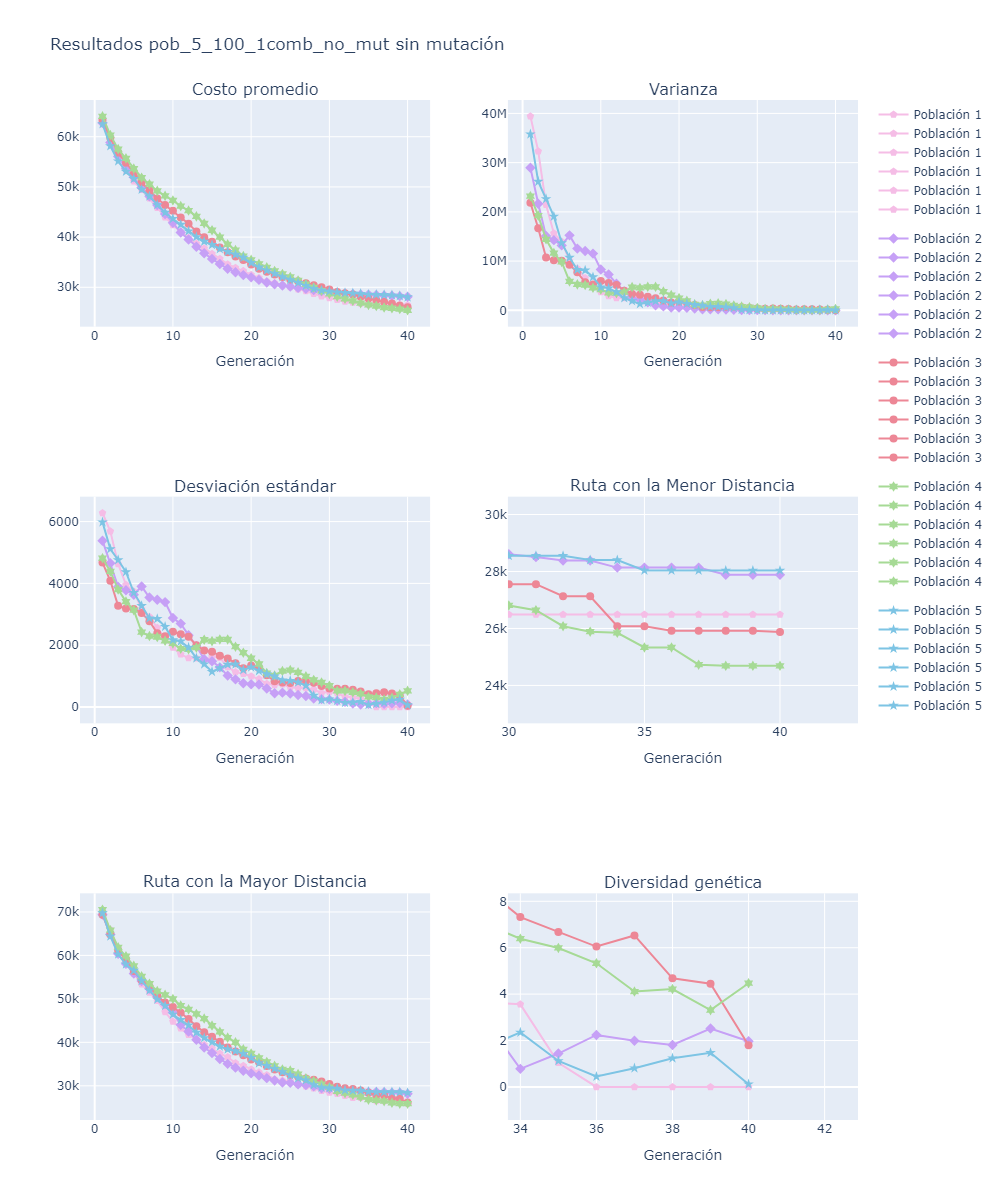 Resultados pob_5_100_1comb_no_mut sin mutación
Costo promedio
60k
50k
40k
30k
0
10
20
30
40
Generación
Varianza
40M
30M
20M
10M
0
0
10
20
30
40
Generación
Población 1
Población 1
Población 1
Población 1
Población 1
Población 1
Población 2
Población 2
Población 2
Población 2
Población 2
Población 2
Población 3
Población 3
Población 3
Población 3
Población 3
Población 3
Población 4
Población 4
Población 4
Población 4
Población 4
Población 4
Población 5
Población 5
Población 5
Población 5
Población 5
Población 5
Desviación estándar
6000
4000
2000
0
0
10
20
30
40
Generación
Ruta con la Menor Distancia
30k
28k
26k
24k
30
35
40
Generación
Ruta con la Mayor Distancia
70k
60k
50k
40k
30k
0
10
20
30
40
Generación
Diversidad genética
8
6
4
2
0
34
36
38
40
42
Generación